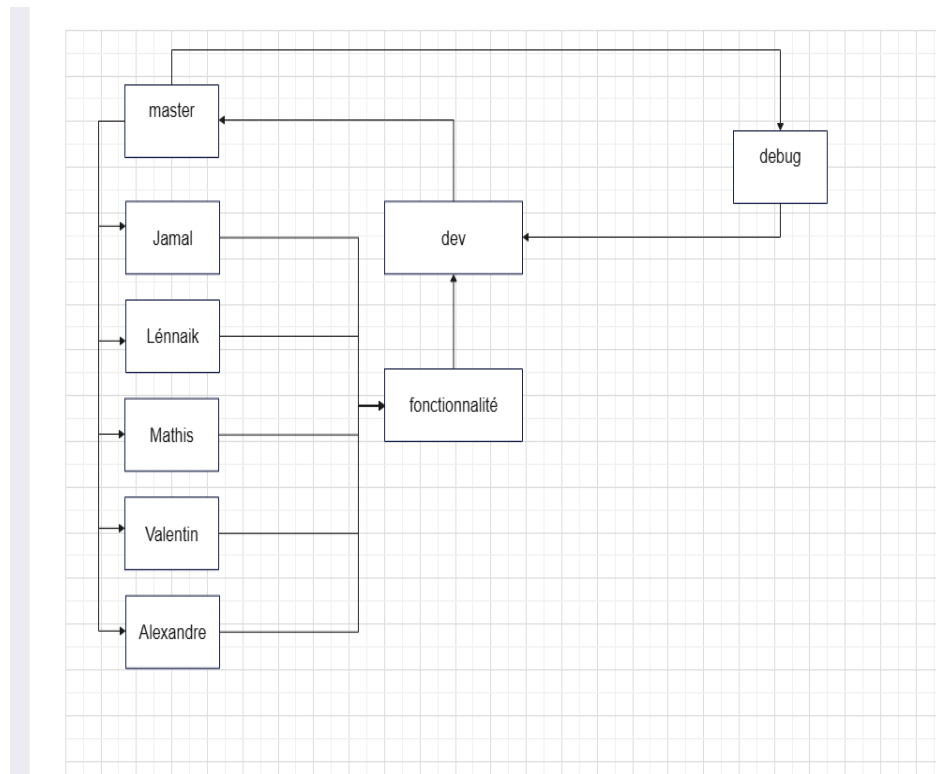 master
debug
Jamal
dev
Lénnaik
fonctionnalité
Mathis
Valentin
Alexandre